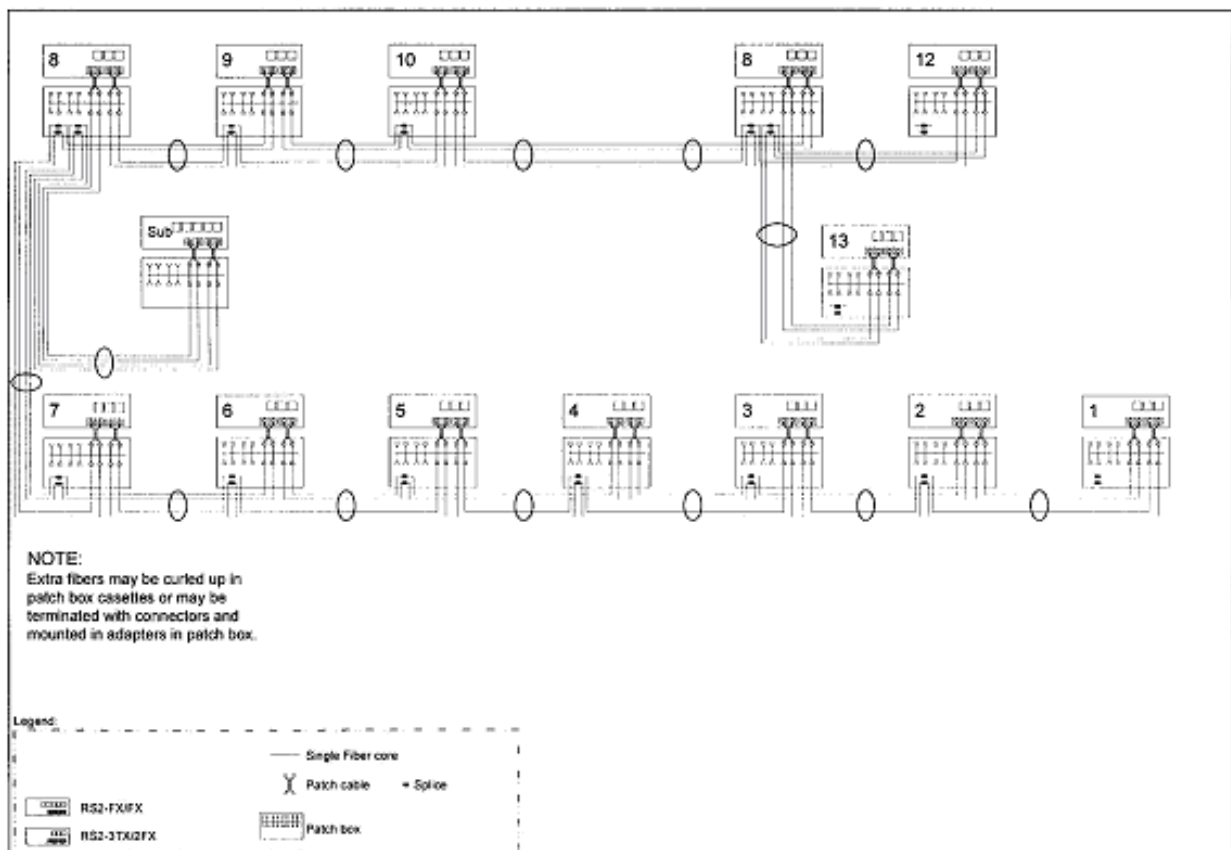 8 9 10 8 12
Sub
13
7 6 5 4 3 2 1
NOTE:
Extra fibers may be curled up in
patch box casettes or may be
terminated with connectors and
mounted in adapters in patch box.
Legend:
Single Fiber core
Patch cable Splice
RS2-FX/FX
Patch box
RS2-3TX/2FX